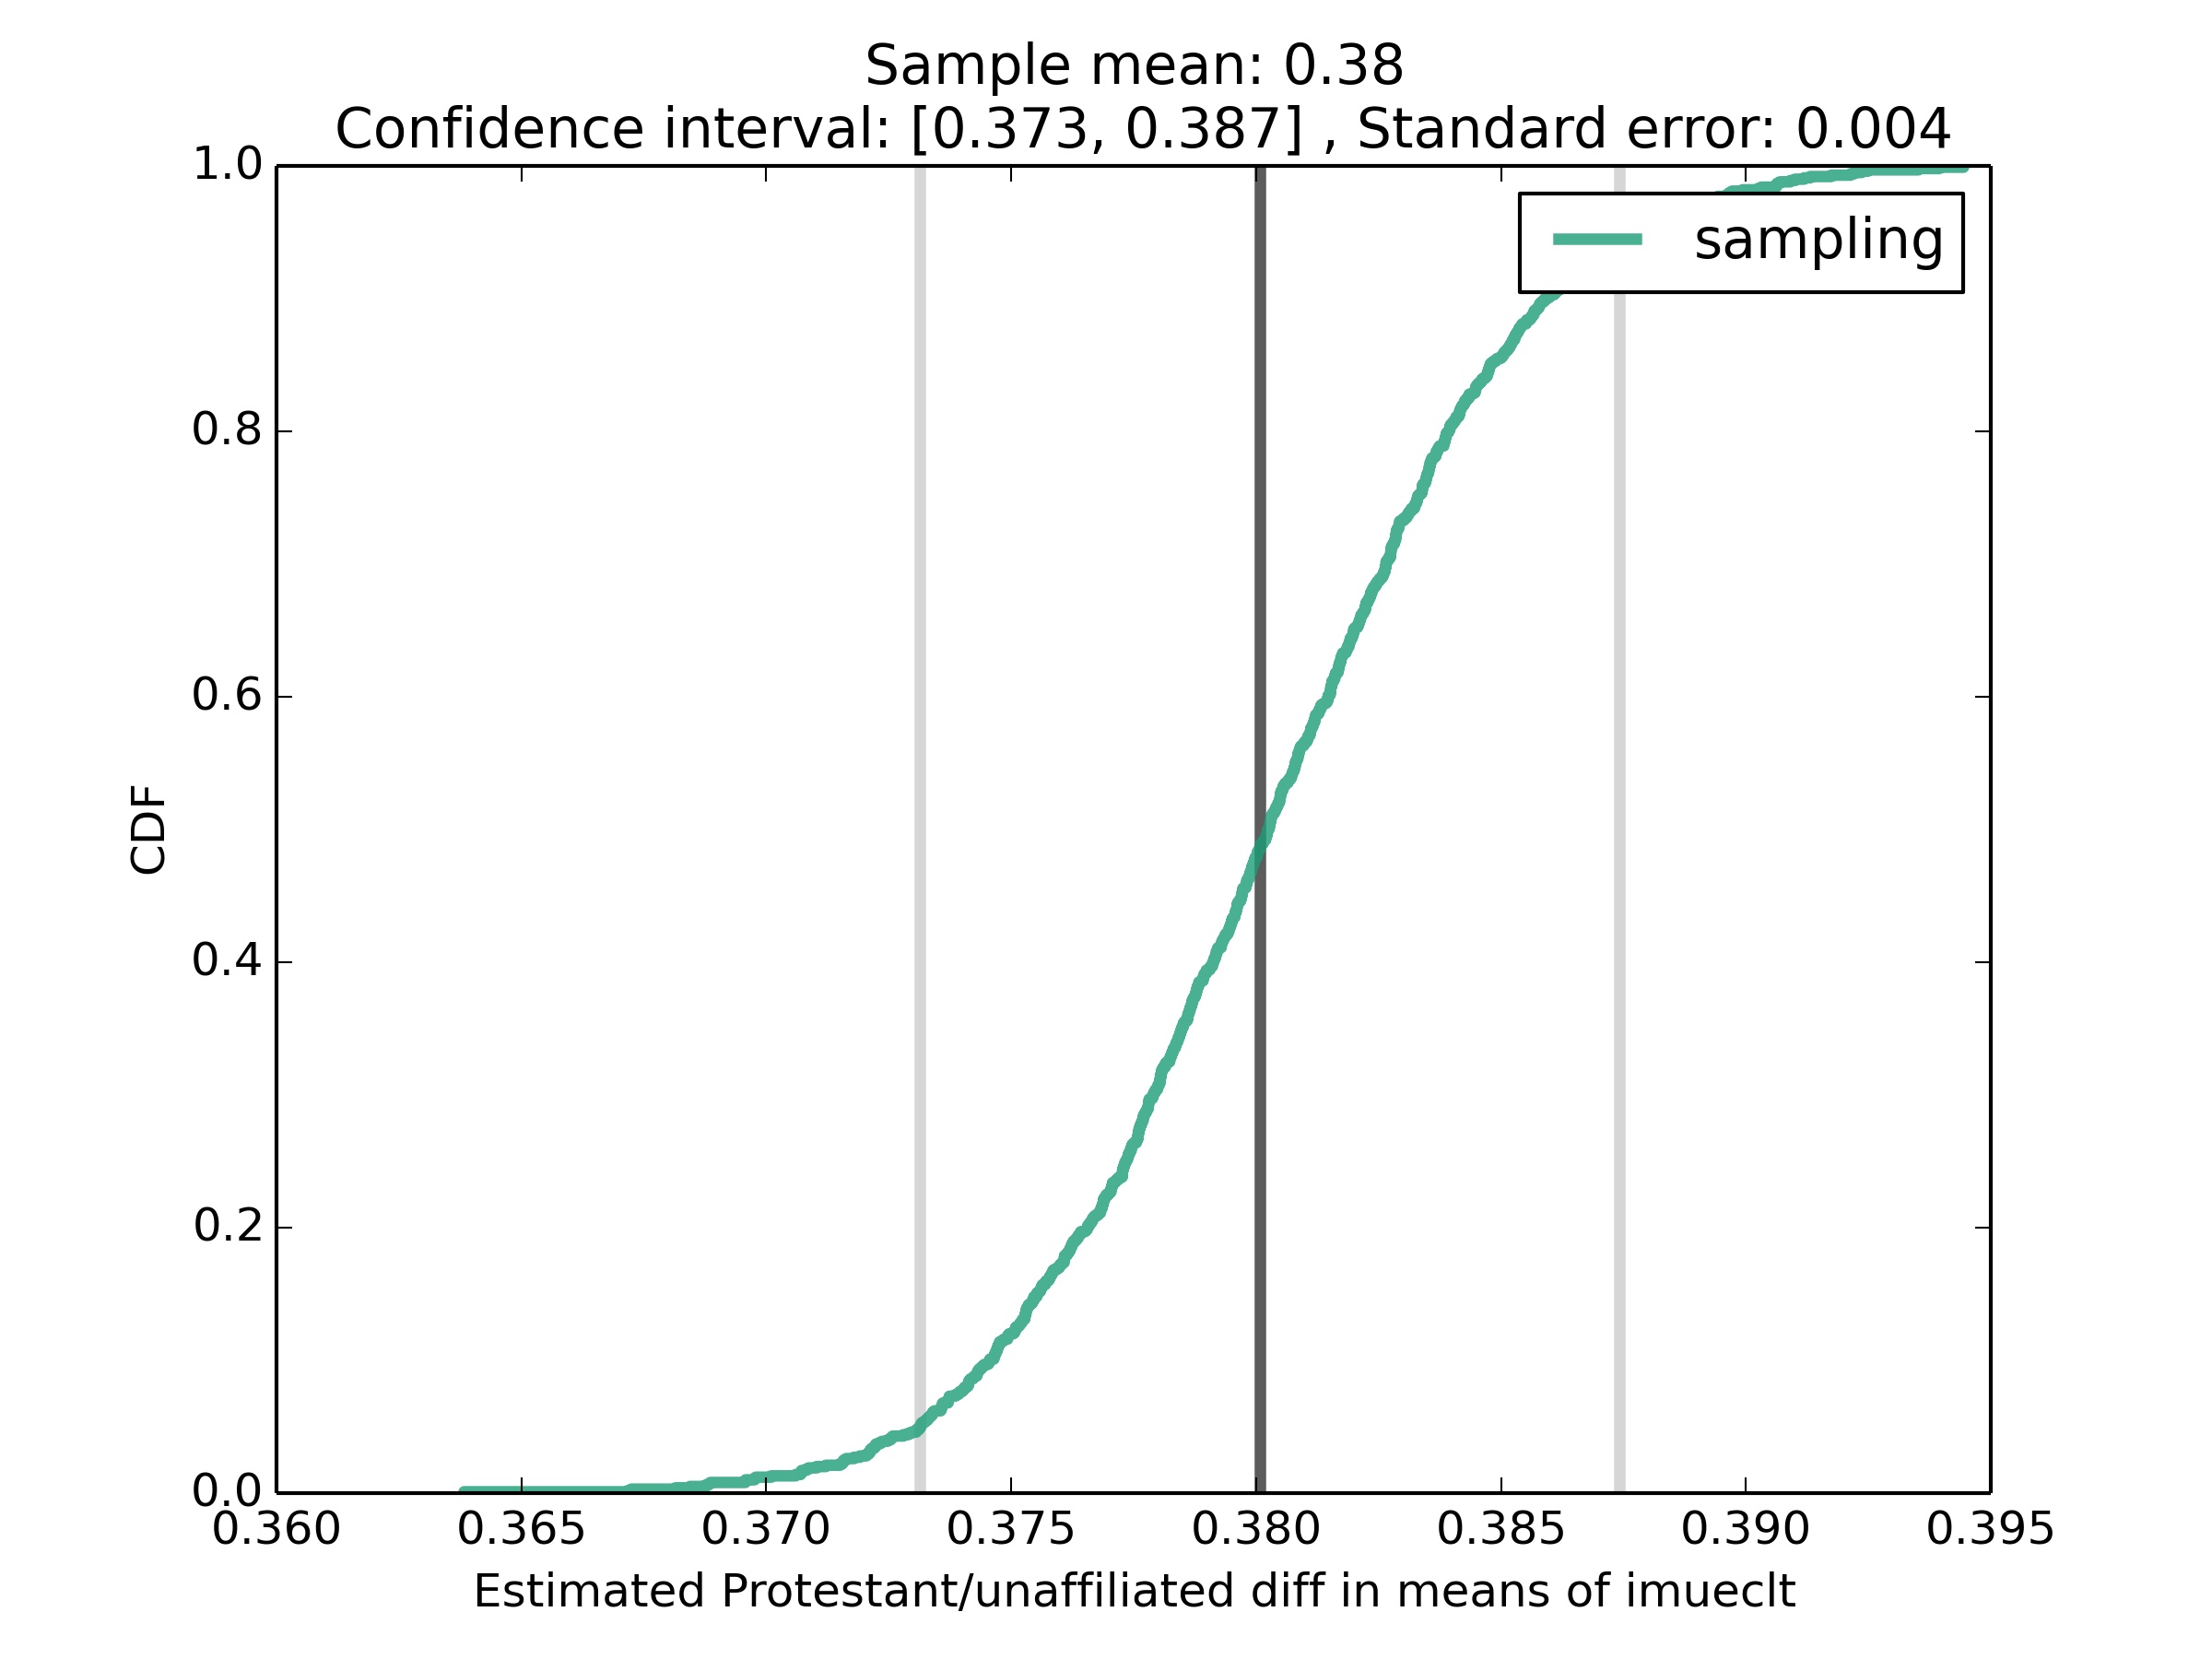 Sample mean: 0.38
Confidence interval: [0.373, 0.387] , Standard error: 0.004
1.0
sampling
0.8
0.6
CDF
0.4
0.2
0.0
0.360 0.365 0.370 0.375 0.380 0.385 0.390 0.395
Estimated Protestant/unaffiliated diff in means of imueclt